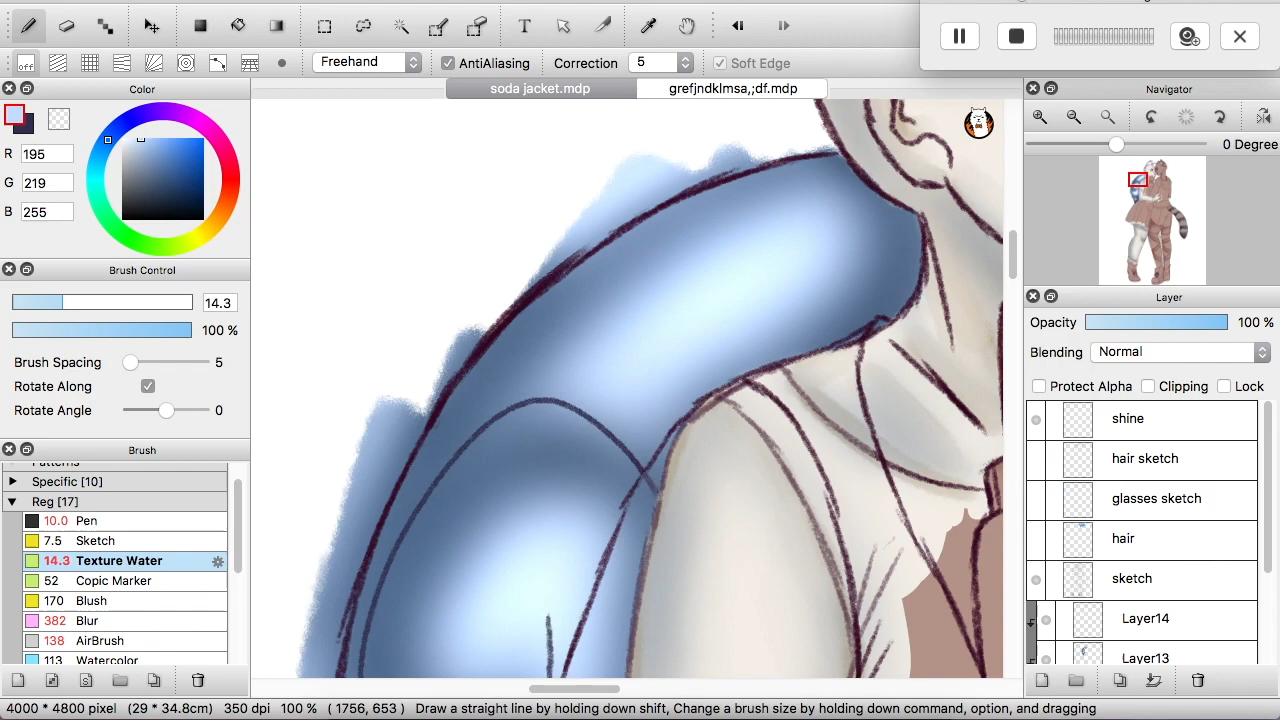 T
off
Freehand
AntiAliasing
Correction
5
Soft Edge
soda jacket.mdp
grefjndklmsa,;df.mdp
Color
R
195
G
219
B
255
Brush Control
14.3
100 %
Brush Spacing
5
Rotate Along
Rotate Angle
0
Brush
Specific [10]
Reg [17]
10.0 Pen
7.5 Sketch
14.3 Texture Water
52 Copic Marker
170 Blush
382 Blur
138 AirBrush
113 Watercolor
Navigator
0 Degree
Layer
Opacity
100 %
Blending
Normal
Protect Alpha
Clipping
Lock
shine
hair sketch
glasses sketch
hair
sketch
Layer14
Layer13
4000 * 4800 pixel (29 * 34.8cm) 350 dpi 100 % ( 1756, 653 ) Draw a straight line by holding down shift, Change a brush size by holding down command, option, and dragging